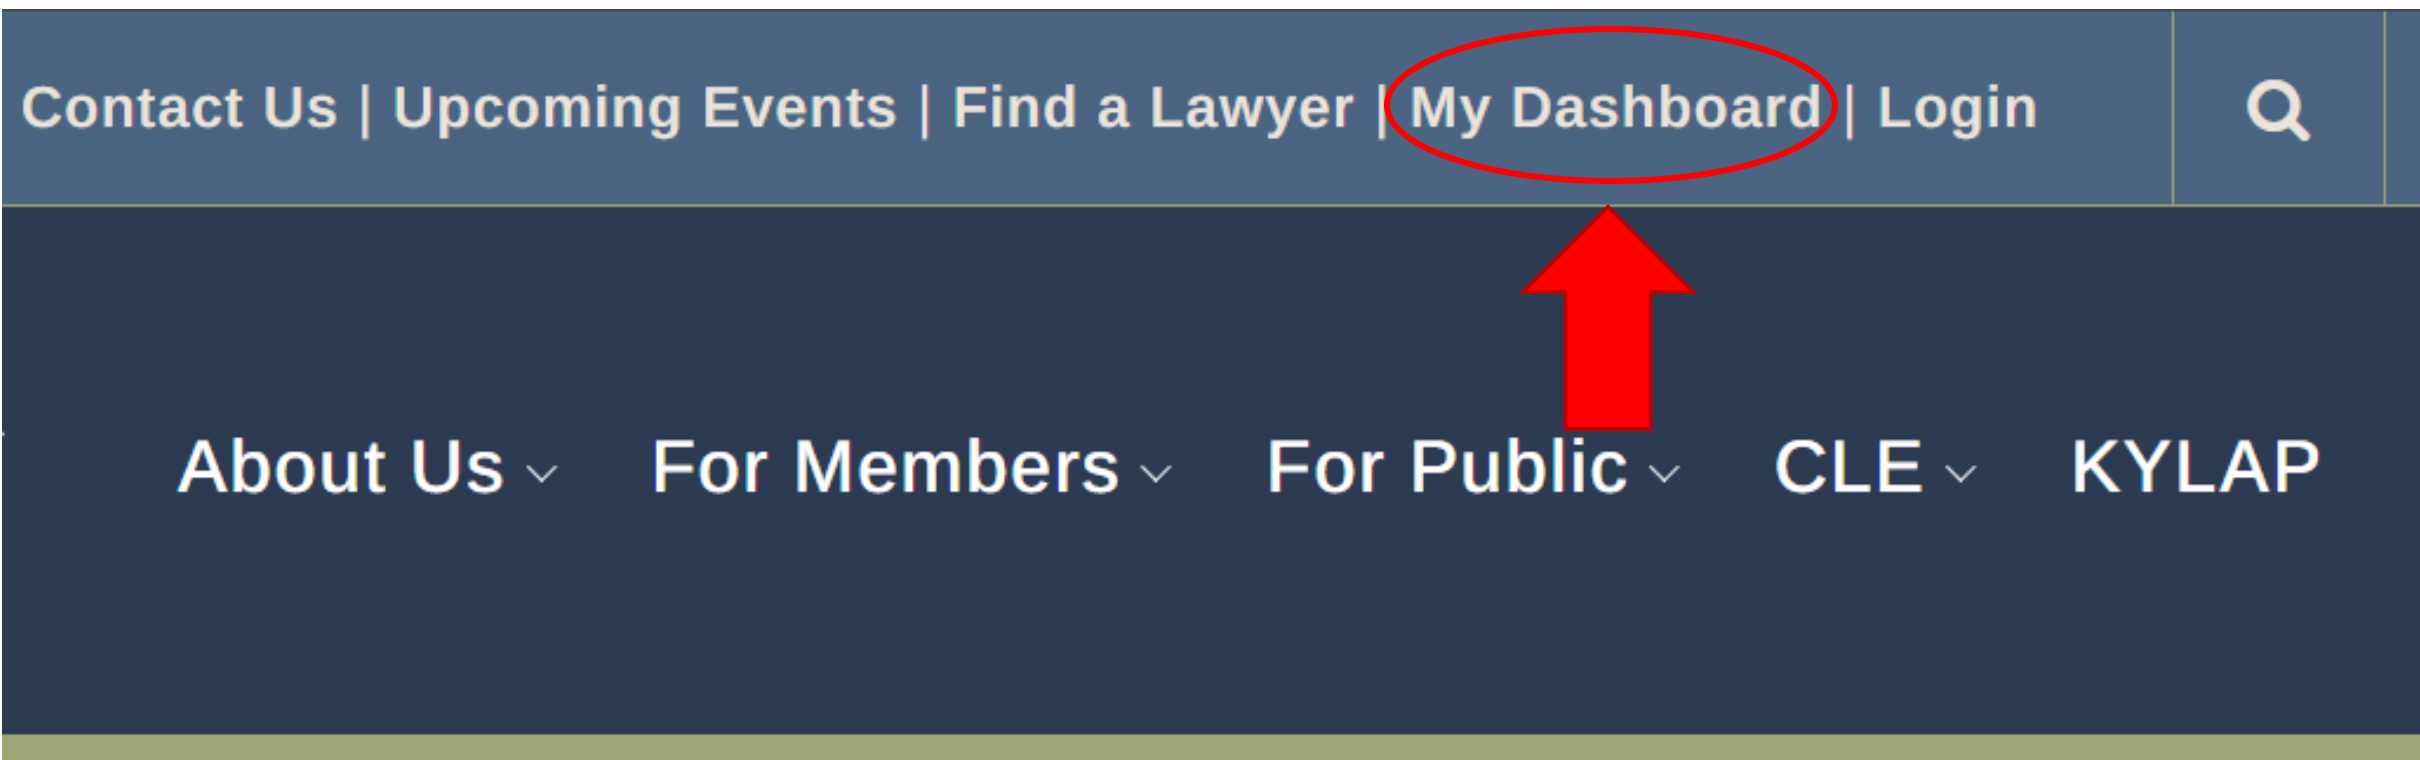 Contact Us | Upcoming Events | Find a Lawyer | My Dashboard | Login
About Us For Members For Public CLE KYLAP